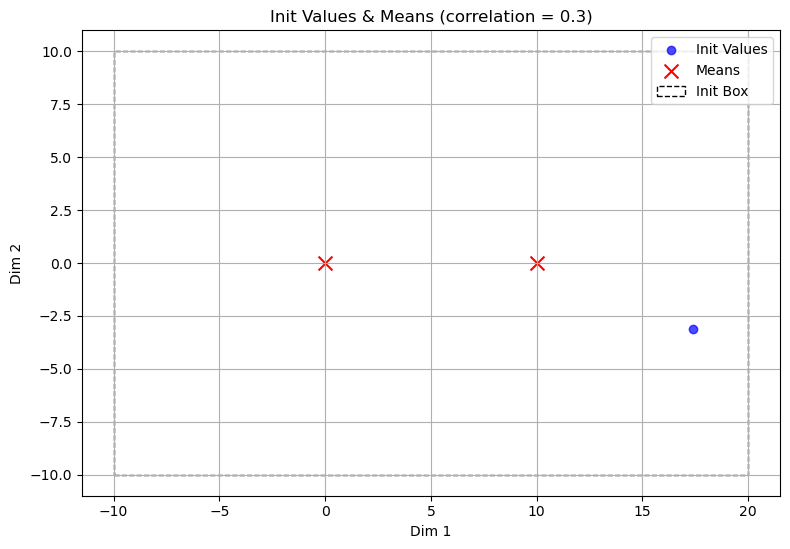 Init Values & Means (correlation = 0.3)
Init Values
Means
Init Box
10.0
7.5
5.0
2.5
0.0
−2.5
−5.0
−7.5
−10.0
Dim 2
−10
−5
0
5
10
15
20
Dim 1